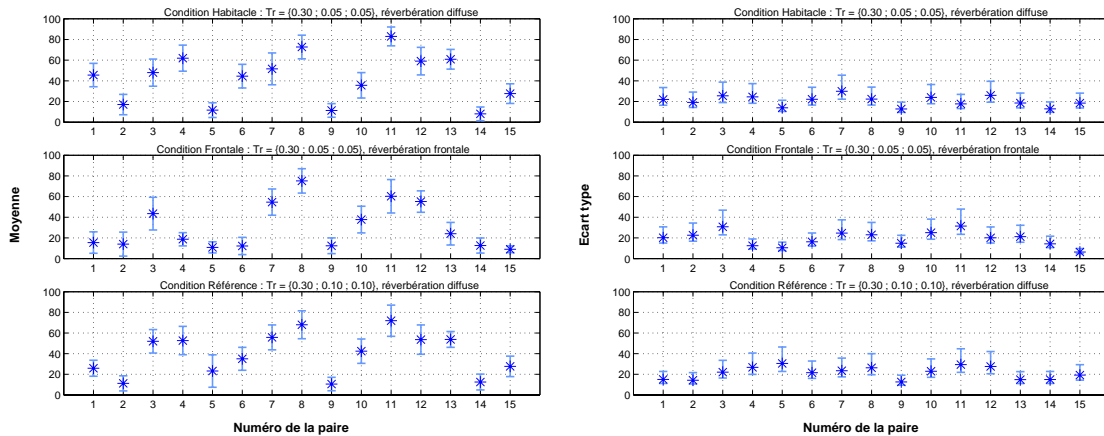 Condition Habitacle : Tr = {0.30 ; 0.05 ; 0.05}, réverbération diffuse
100
80
60
40
20
0
1 2 3 4 5 6 7 8 9 10 11 12 13 14 15
Condition Frontale : Tr = {0.30 ; 0.05 ; 0.05}, réverbération frontale
100
80
60
40
20
0
1 2 3 4 5 6 7 8 9 10 11 12 13 14 15
Moyenne
Condition Référence : Tr = {0.30 ; 0.10 ; 0.10}, réverbération diffuse
100
80
60
40
20
0
1 2 3 4 5 6 7 8 9 10 11 12 13 14 15
Numéro de la paire
Condition Habitacle : Tr = {0.30 ; 0.05 ; 0.05}, réverbération diffuse
100
80
60
40
20
0
1 2 3 4 5 6 7 8 9 10 11 12 13 14 15
Condition Frontale : Tr = {0.30 ; 0.05 ; 0.05}, réverbération frontale
100
80
60
40
20
0
1 2 3 4 5 6 7 8 9 10 11 12 13 14 15
Ecart type
Condition Référence : Tr = {0.30 ; 0.10 ; 0.10}, réverbération diffuse
100
80
60
40
20
0
1 2 3 4 5 6 7 8 9 10 11 12 13 14 15
Numéro de la paire